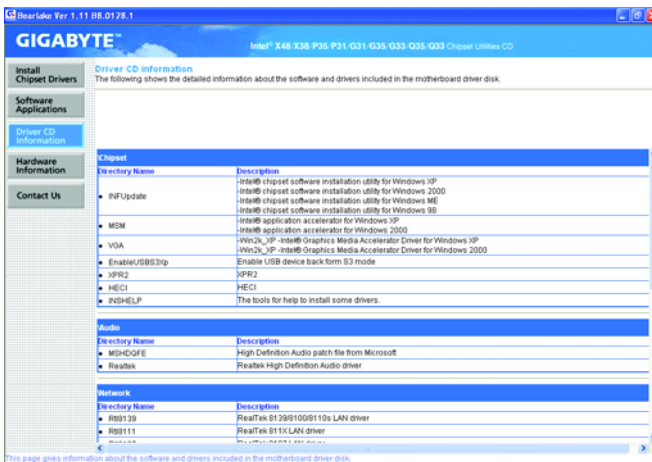 Bearlake Ver 1.11 B8.0128.1
GIGABYTE™
Intel® X48/X38/P35/P31/G31/G35/G33/Q35/Q33 Chipset Utilities CD
Install
Chipset Drivers
Software
Applications
Driver CD
Information
Hardware
Information
Contact Us
Driver CD information
The following shows the detailed information about the software and drivers included in the motherboard driver disk.
\Chipset
Directory Name Description
• INFUpdate
-Intel® chipset software installation utility for Windows XP
-Intel® chipset software installation utility for Windows 2000
-Intel® chipset software installation utility for Windows ME
-Intel® chipset software installation utility for Windows 98
• MSM
-Intel® application accelerator for Windows XP
-Intel® application accelerator for Windows 2000
• VGA
-Win2k_XP -Intel® Graphics Media Accelerator Driver for Windows XP
-Win2k_XP -Intel® Graphics Media Accelerator Driver for Windows 2000
• EnableUSBS3Xp Enable USB device back form S3 mode
• XPR2 XPR2
• HECI HECI
• INSHELP The tools for help to install some drivers.
\Audio
Directory Name Description
• MSHDQFE High Definition Audio patch file from Microsoft
• Realtek Realtek High Definition Audio driver
\Network
Directory Name Description
• Rtl8139 RealTek 8139/8100/8110s LAN driver
• Rtl8111 RealTek 811X LAN driver
This page gives information about the software and drivers included in the motherboard driver disk.